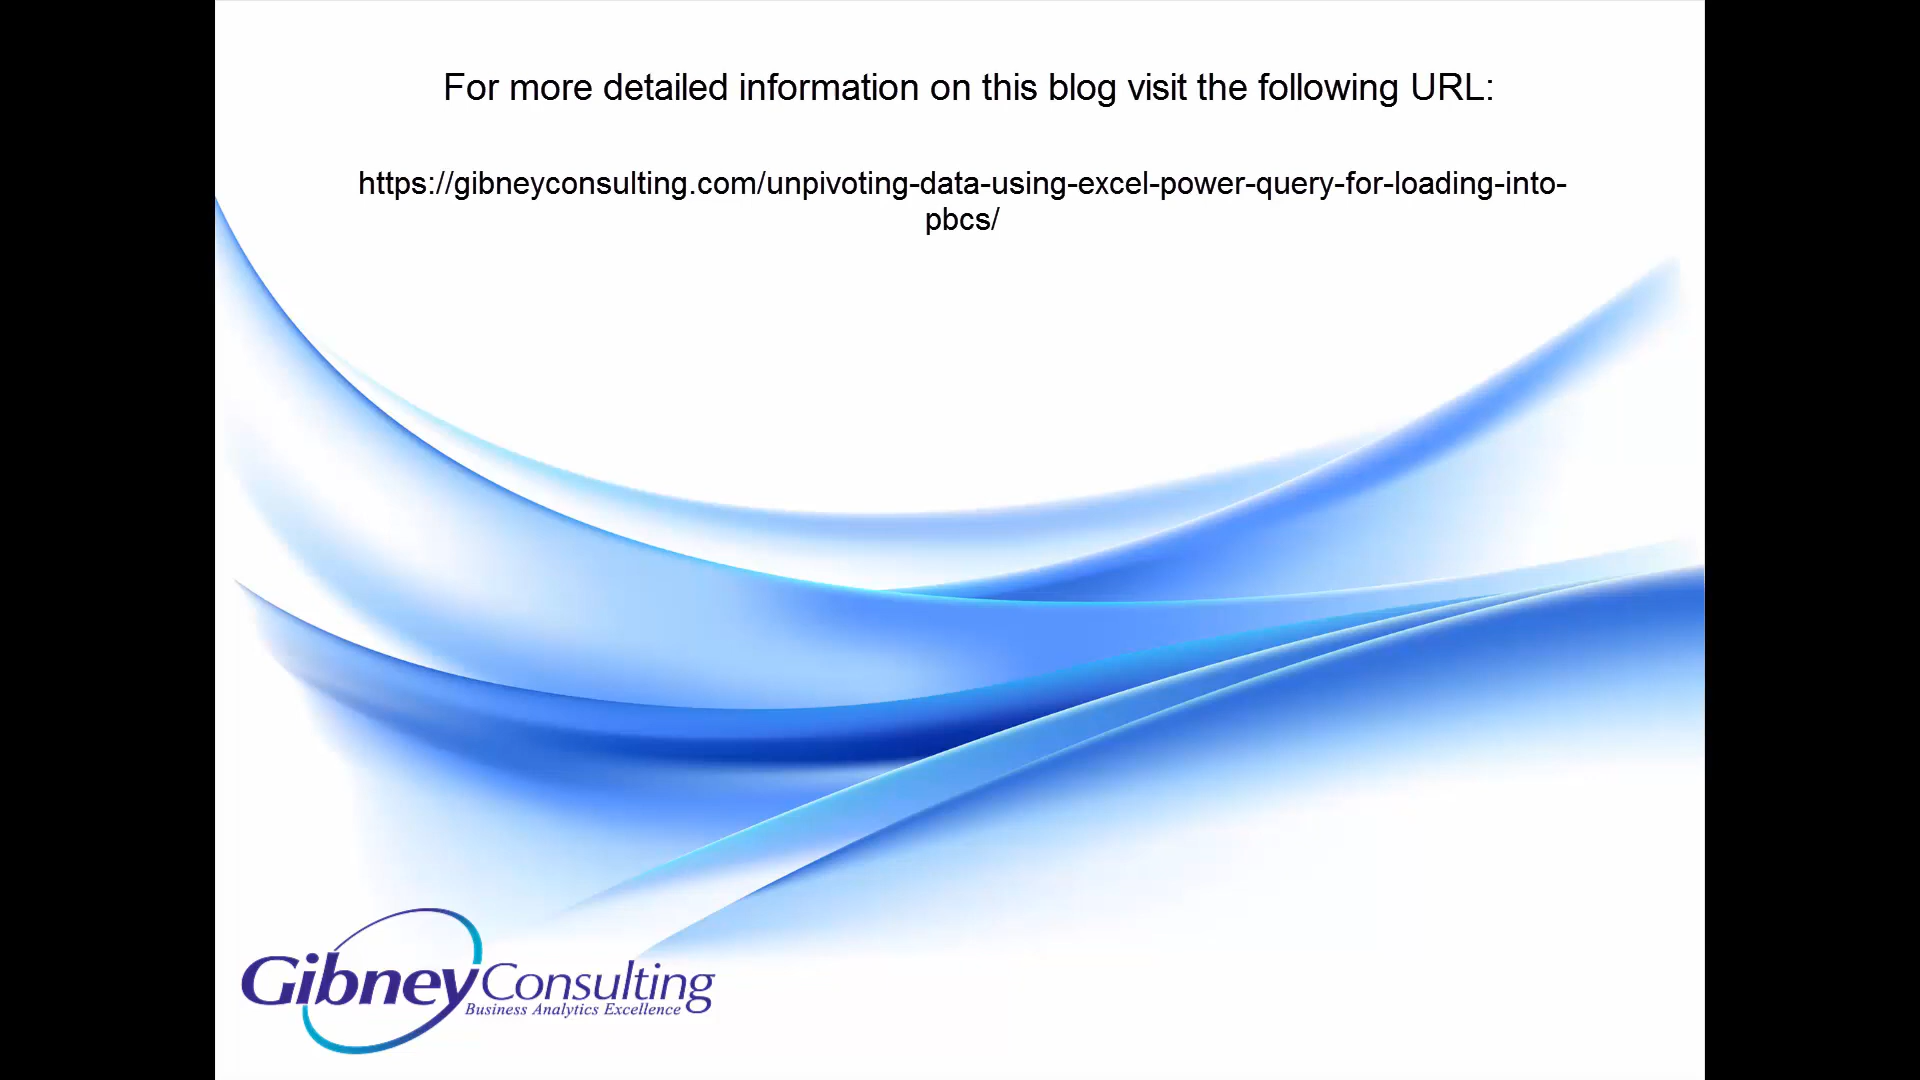 For more detailed information on this blog visit the following URL:
https://gibneyconsulting.com/unpivoting-data-using-excel-power-query-for-loading-into-
pbcs/
GibneyConsulting
Business Analytics Excellence